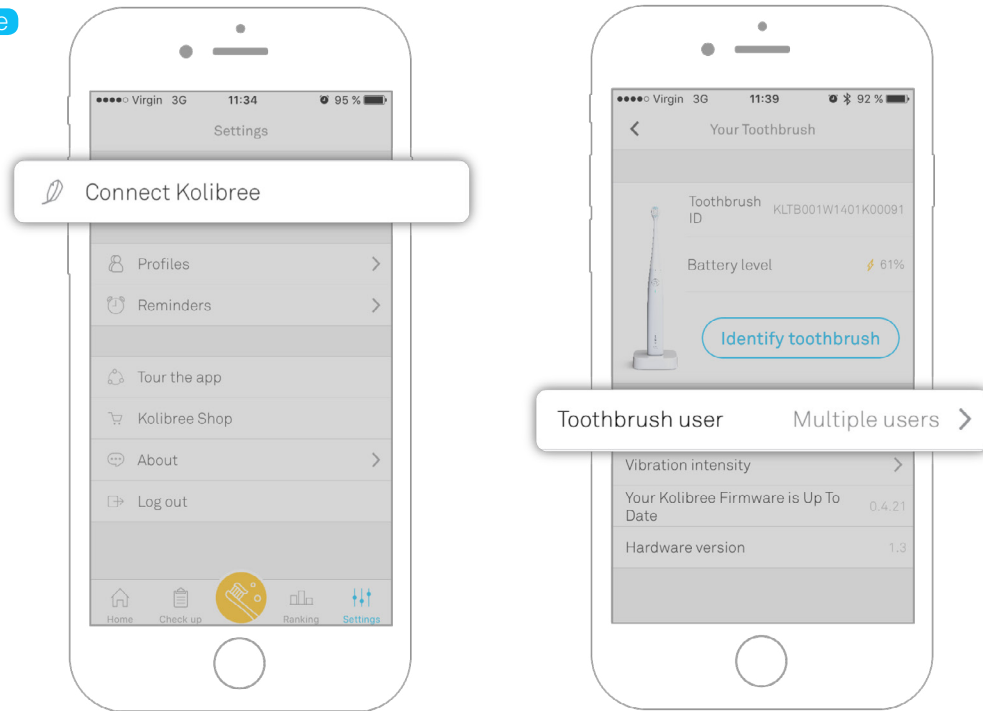 e
Virgin 3G 11:34 95 %
Settings
Connect Kolibree
Profiles
Reminders
Tour the app
Kolibree Shop
About
Log out
Home Check up Ranking Settings
Virgin 3G 11:39 92 %
Your Toothbrush
Toothbrush
ID
KLTB001W1401K00091
Battery level 61%
Identify toothbrush
Toothbrush user Multiple users
Vibration intensity
Your Kolibree Firmware is Up To
Date
0.4.21
Hardware version 1.3